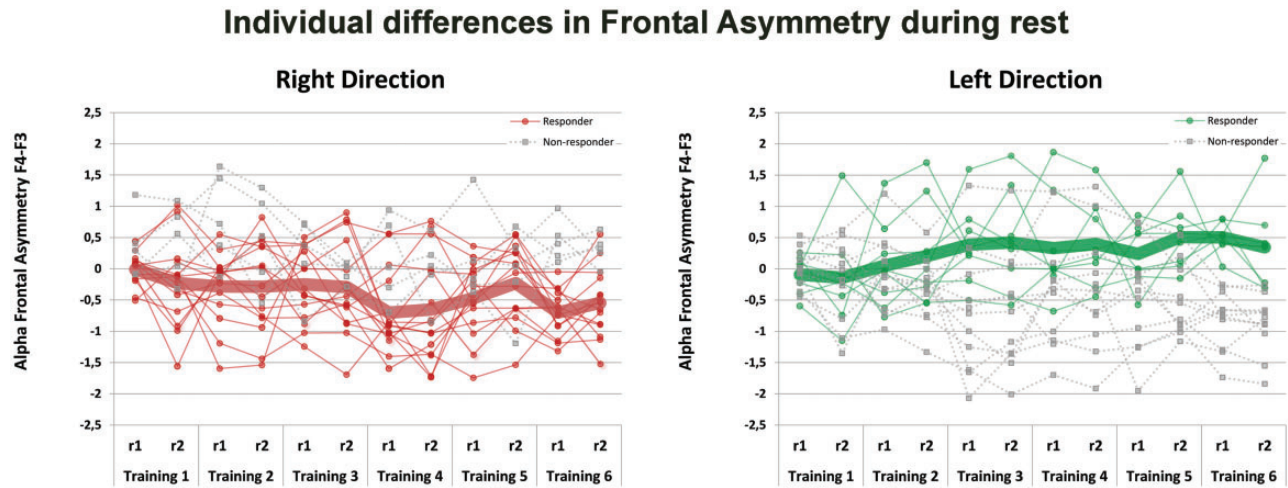 Individual differences in Frontal Asymmetry during rest
Right Direction
Alpha Frontal Asymmetry F4-F3
2,5
2
1,5
1
0,5
0
-0,5
-1
-1,5
-2
-2,5
Responder
Non-responder
r1 r2 r1 r2 r1 r2 r1 r2 r1 r2 r1 r2
Training 1 Training 2 Training 3 Training 4 Training 5 Training 6
Left Direction
Alpha Frontal Asymmetry F4-F3
2,5
2
1,5
1
0,5
0
-0,5
-1
-1,5
-2
-2,5
Responder
Non-responder
r1 r2 r1 r2 r1 r2 r1 r2 r1 r2 r1 r2
Training 1 Training 2 Training 3 Training 4 Training 5 Training 6